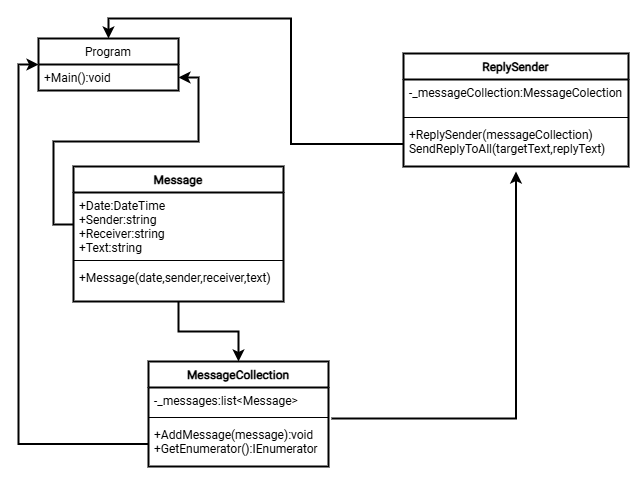 Program
+Main():void
ReplySender
-_messageCollection:MessageColection
+ReplySender(messageCollection)
SendReplyToAll(targetText,replyText)
Message
+Date:DateTime
+Sender:string
+Receiver:string
+Text:string
+Message(date,sender,receiver,text)
MessageCollection
-_messages:list<Message>
+AddMessage(message):void
+GetEnumerator():IEnumerator